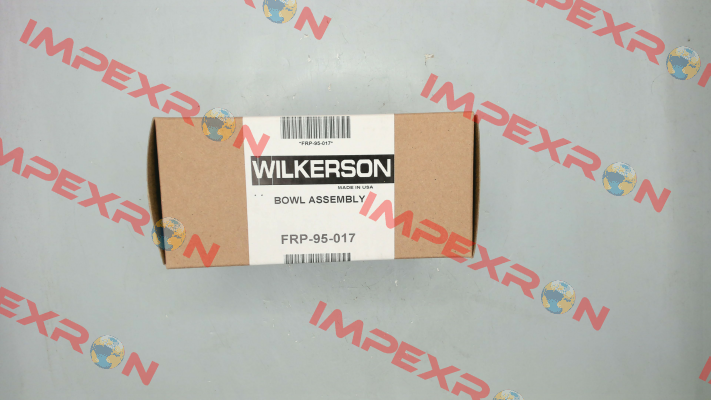 *FRP-95-017*
WILKERSON
MADE IN USA
BOWL ASSEMBLY
FRP-95-017
IMPEXRON
IMPEXRON
IMPEXRON
IMPEXRON
IMPEXRON
IMPEXRON
IMPEXRON